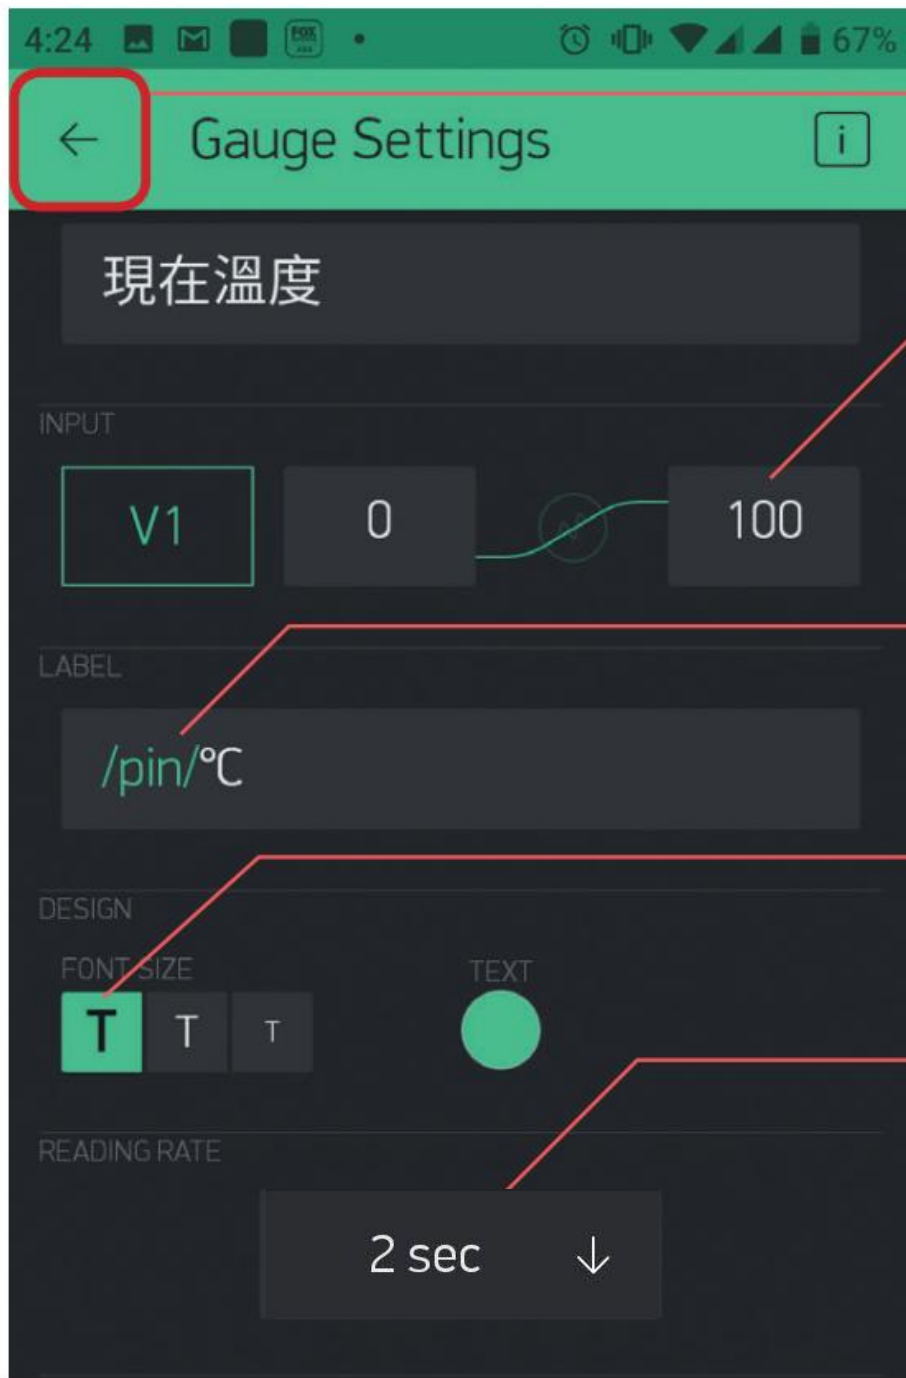 4:24 67%
Gauge Settings i
現在溫度
INPUT
V1 0 100
LABEL
/pin/°C
DESIGN
FONT SIZE TEXT
T T T
READING RATE
2 sec